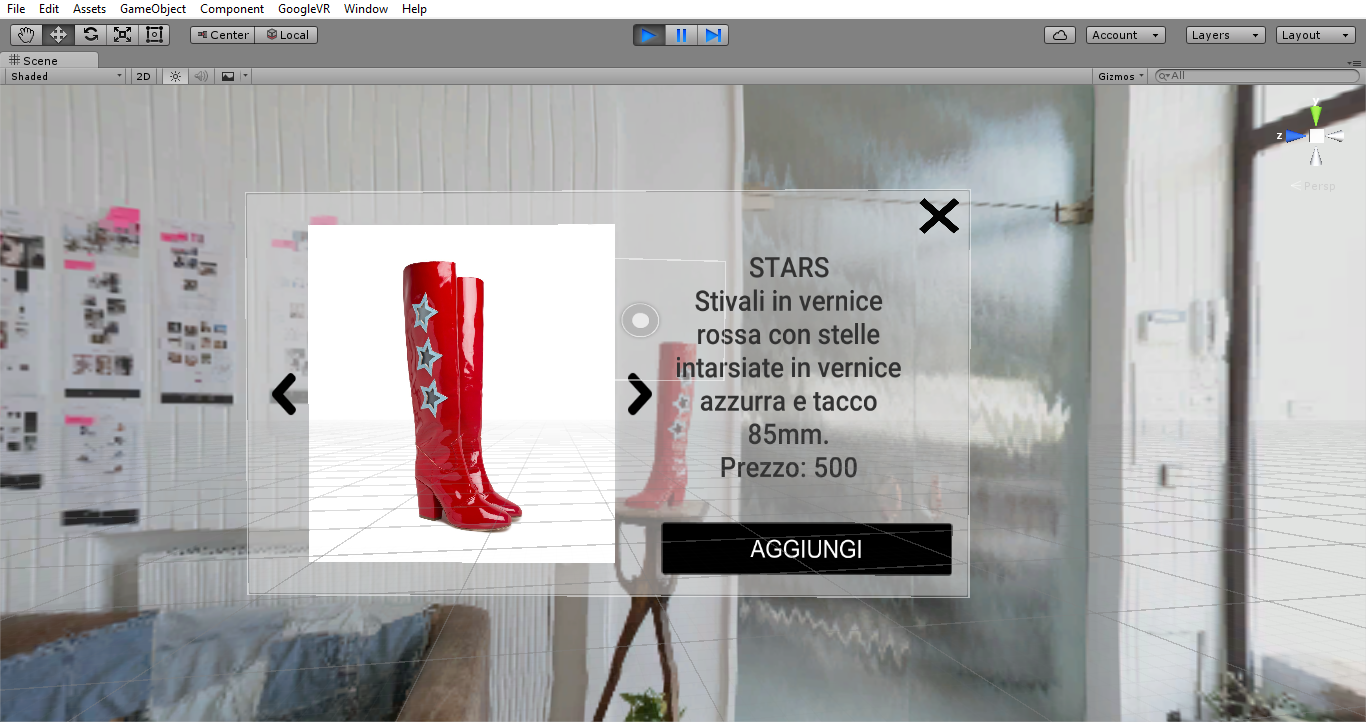 File Edit Assets GameObject Component GoogleVR Window Help
Center Local Account Layers Layout
Scene
Shaded 2D Gizmos All
y
z
Persp
STARS
Stivali in vernice
rossa con stelle
intarsiate in vernice
azzurra e tacco
85mm.
Prezzo: 500
AGGIUNGI